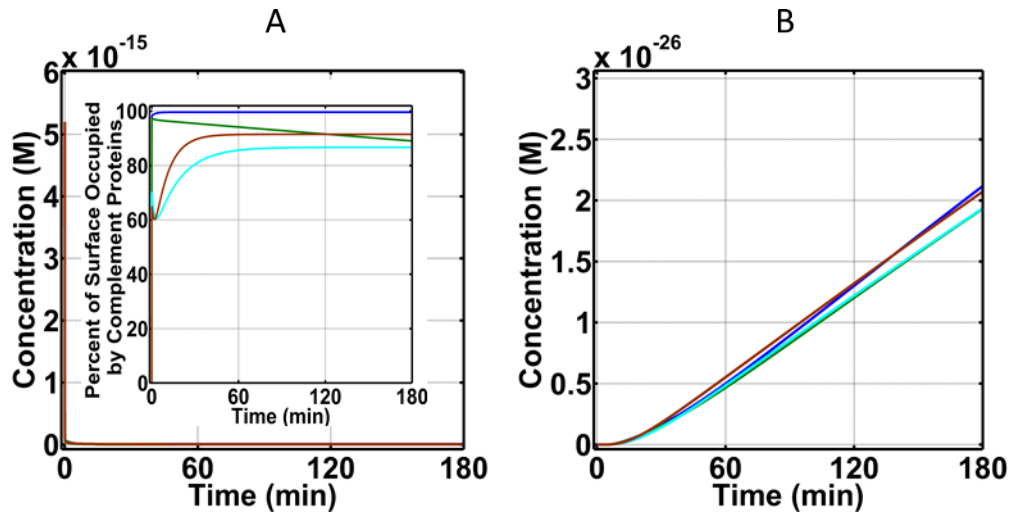 A
B
x 10-15
Concentration (M)
6
5
4
3
2
1
0
0
60
120
180
Time (min)
Percent of Surface Occupied
by Complement Proteins
100
80
60
40
20
0
0
60
120
180
Time (min)
x 10-26
Concentration (M)
3
2.5
2
1.5
1
0.5
0
0
60
120
180
Time (min)